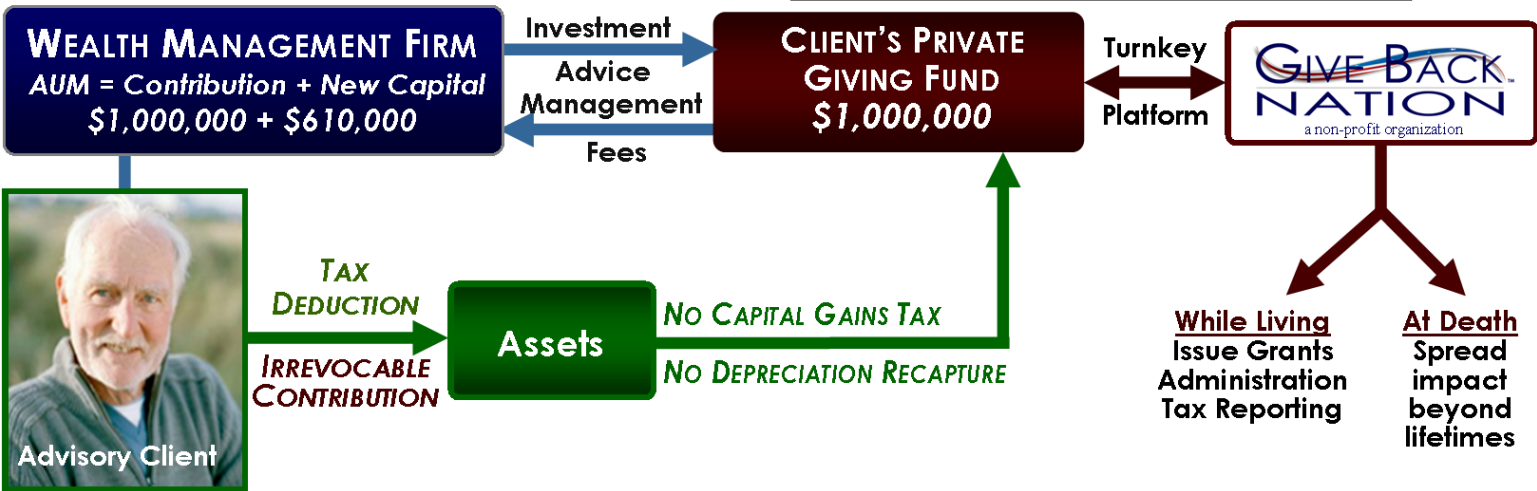 WEALTH MANAGEMENT FIRM
AUM = Contribution + New Capital
$1,000,000 + $610,000
Investment
Advice
Management
Fees
CLIENT'S PRIVATE
GIVING FUND
$1,000,000
Turnkey
Platform
GIVE BACK™
NATION
a non-profit organization
Advisory Client
TAX
DEDUCTION
IRREVOCABLE
CONTRIBUTION
Assets
NO CAPITAL GAINS TAX
NO DEPRECIATION RECAPTURE
While Living
Issue Grants
Administration
Tax Reporting
At Death
Spread
impact
beyond
lifetimes